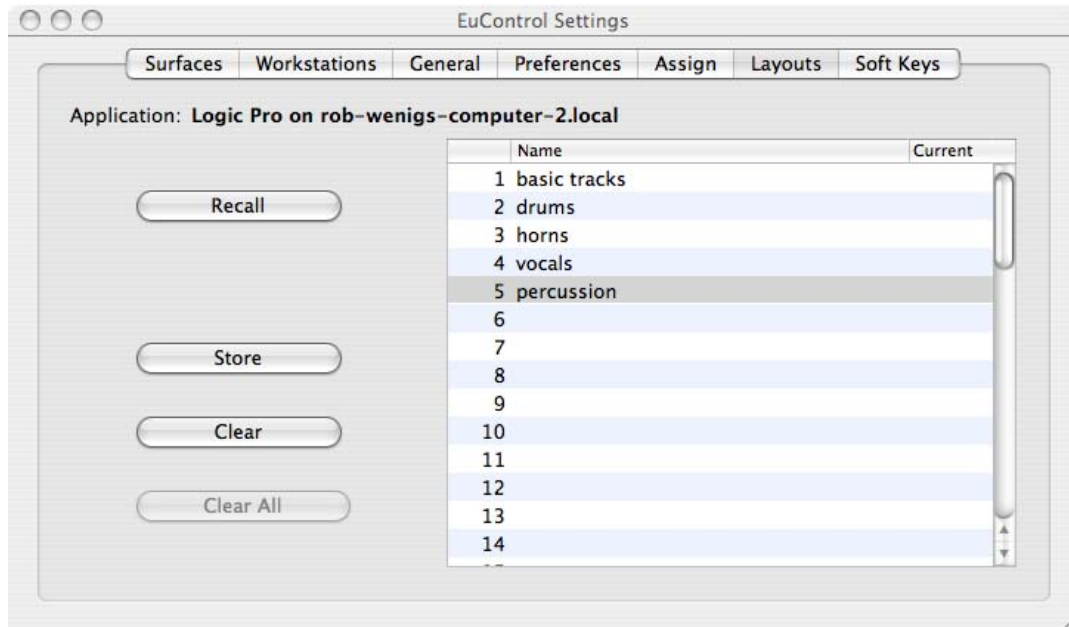 EuControl Settings
Surfaces Workstations General Preferences Assign Layouts Soft Keys
Application: Logic Pro on rob-wenigs-computer-2.local
Name Current
1 basic tracks
Recall
2 drums
3 horns
4 vocals
5 percussion
6
7
Store
8
9
10
Clear
11
12
Clear All
13
14